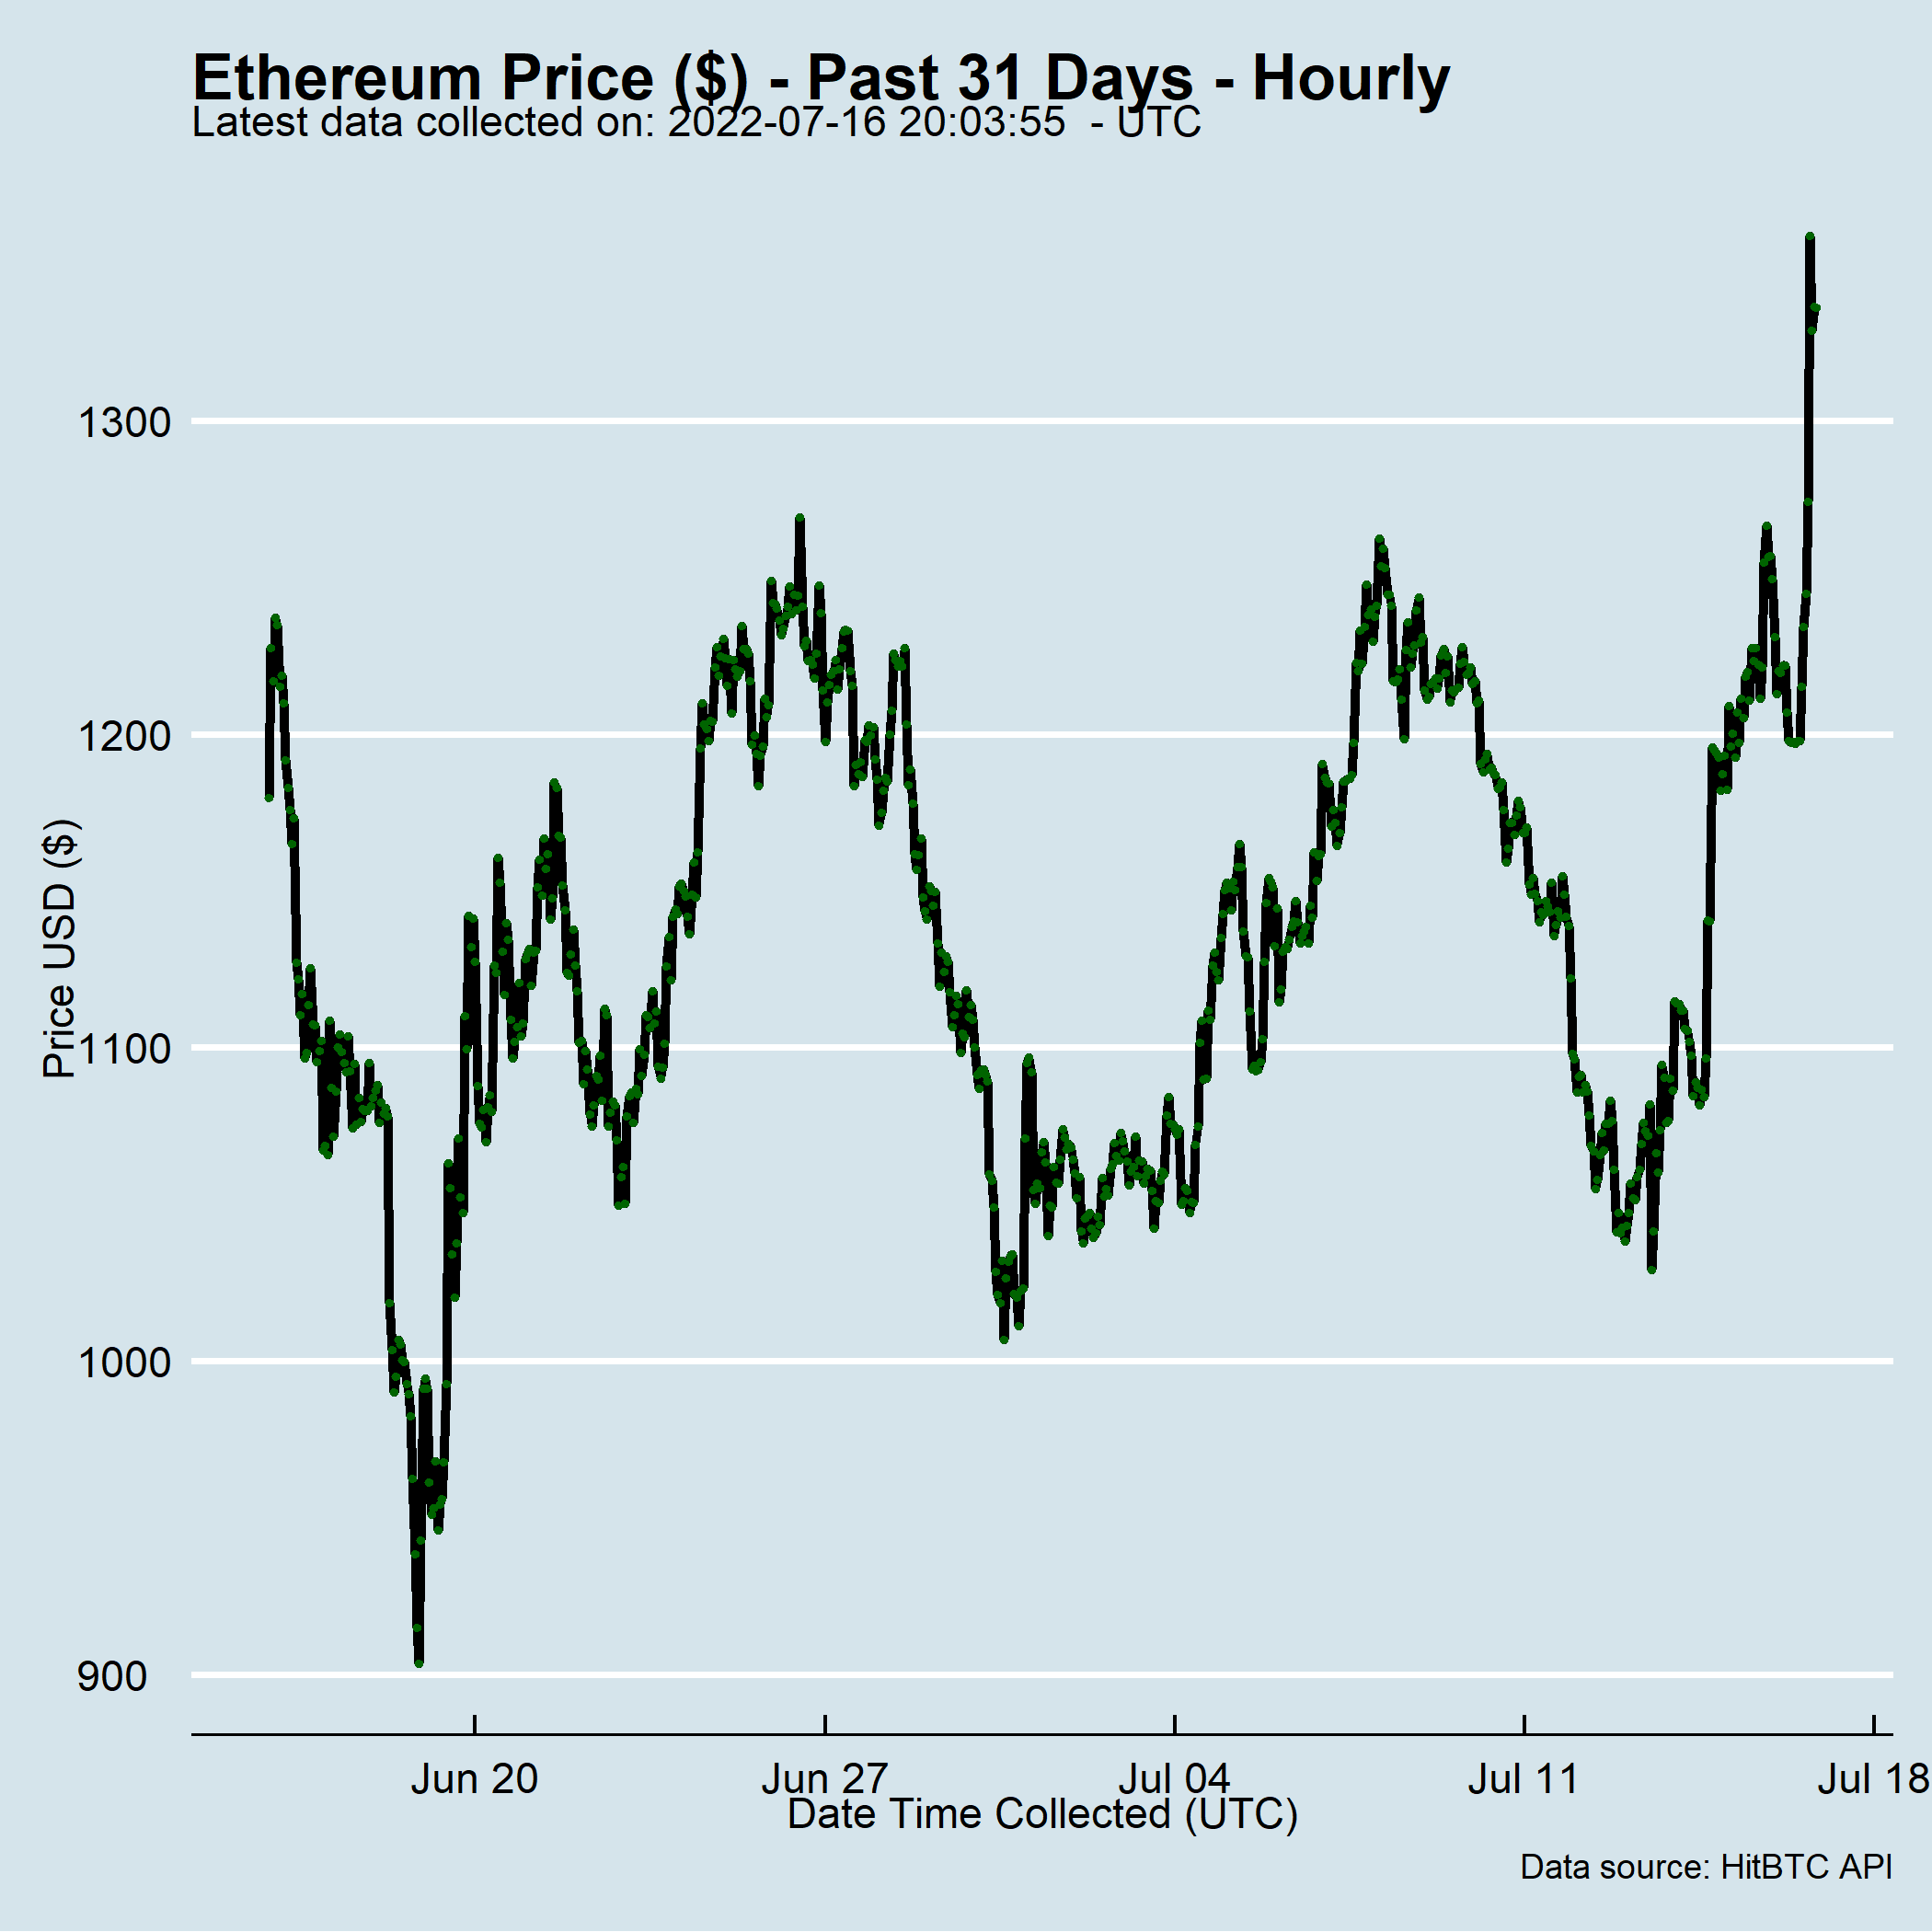 Ethereum Price ($) - Past 31 Days - Hourly
Latest data collected on: 2022-07-16 20:03:55  - UTC
Price USD ($)
1300
1200
1100
1000
900
Jun 20
Jun 27
Jul 04
Jul 11
Jul 18
Date Time Collected (UTC)
Data source: HitBTC API